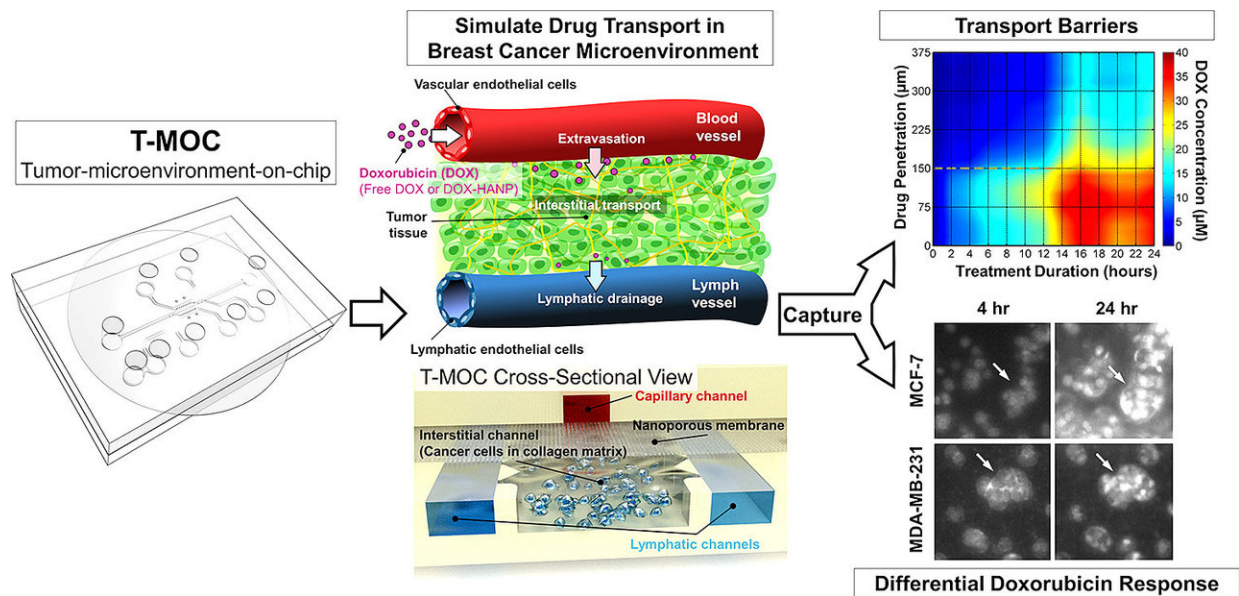 T-MOC
Tumor-microenvironment-on-chip
Simulate Drug Transport in
Breast Cancer Microenvironment
Vascular endothelial cells
Blood
vessel
Extravasation
Doxorubicin (DOX)
(Free DOX or DOX-HANP)
Interstitial transport
Tumor
tissue
Lymph
vessel
Lymphatic drainage
Lymphatic endothelial cells
T-MOC Cross-Sectional View
Capillary channel
Nanoporous membrane
Interstitial channel
(Cancer cells in collagen matrix)
Lymphatic channels
Capture
Transport Barriers
Drug Penetration (µm)
375
300
225
150
75
0
0 2 4 6 8 10 12 14 16 18 20 22 24
Treatment Duration (hours)
40
35
30
25
20
15
10
5
0
DOX Concentration (µM)
4 hr
24 hr
MCF-7
MDA-MB-231
Differential Doxorubicin Response